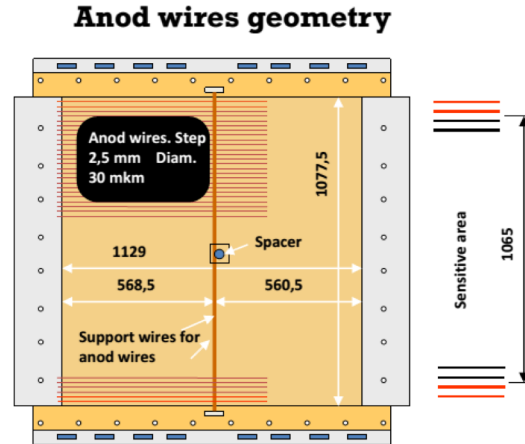 Anod wires geometry
Anod wires. Step
2,5 mm    Diam.
30 mkm
1077,5
1065
Sensitive area
Spacer
1129
568,5
560,5
Support wires for
anod wires